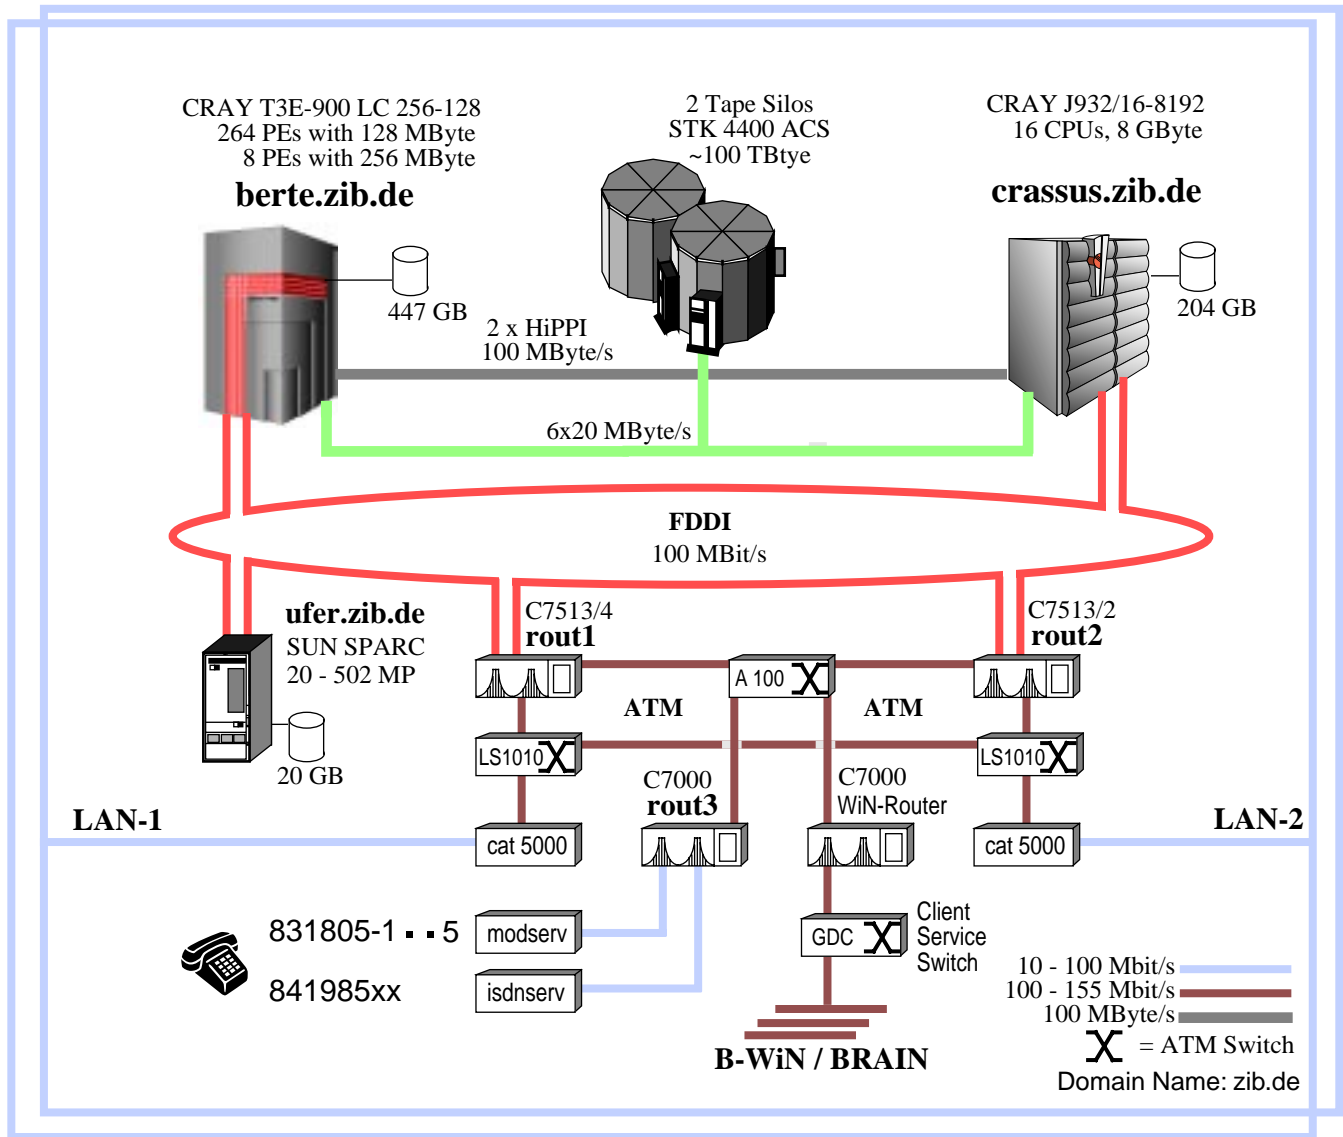 CRAY T3E-900 LC 256-128
264 PEs with 128 MByte
8 PEs with 256 MByte
berte.zib.de
447 GB
2 Tape Silos
STK 4400 ACS
~100 TBtye
CRAY J932/16-8192
16 CPUs, 8 GByte
crassus.zib.de
204 GB
2 x HiPPI
100 MByte/s
6x20 MByte/s
FDDI
100 MBit/s
ufer.zib.de
SUN SPARC
20 - 502 MP
20 GB
C7513/4
rout1
C7513/2
rout2
A 100
ATM
ATM
LS1010
LS1010
C7000
rout3
C7000
WiN-Router
LAN-1
cat 5000
cat 5000
LAN-2
831805-1 . . 5
modserv
841985xx
isdnserv
GDC
Client
Service
Switch
B-WiN / BRAIN
10 - 100 Mbit/s
100 - 155 Mbit/s
100 MByte/s
= ATM Switch
Domain Name: zib.de